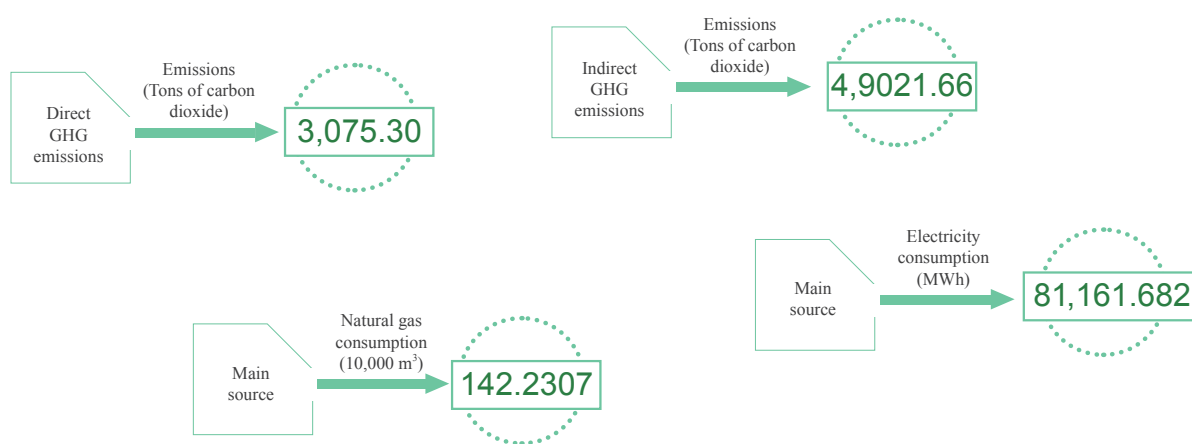 Direct
GHG
emissions
Emissions
(Tons of carbon
dioxide)
3,075.30
Indirect
GHG
emissions
Emissions
(Tons of carbon
dioxide)
4,9021.66
Main
source
Natural gas
consumption
(10,000 m³)
142.2307
Main
source
Electricity
consumption
(MWh)
81,161.682